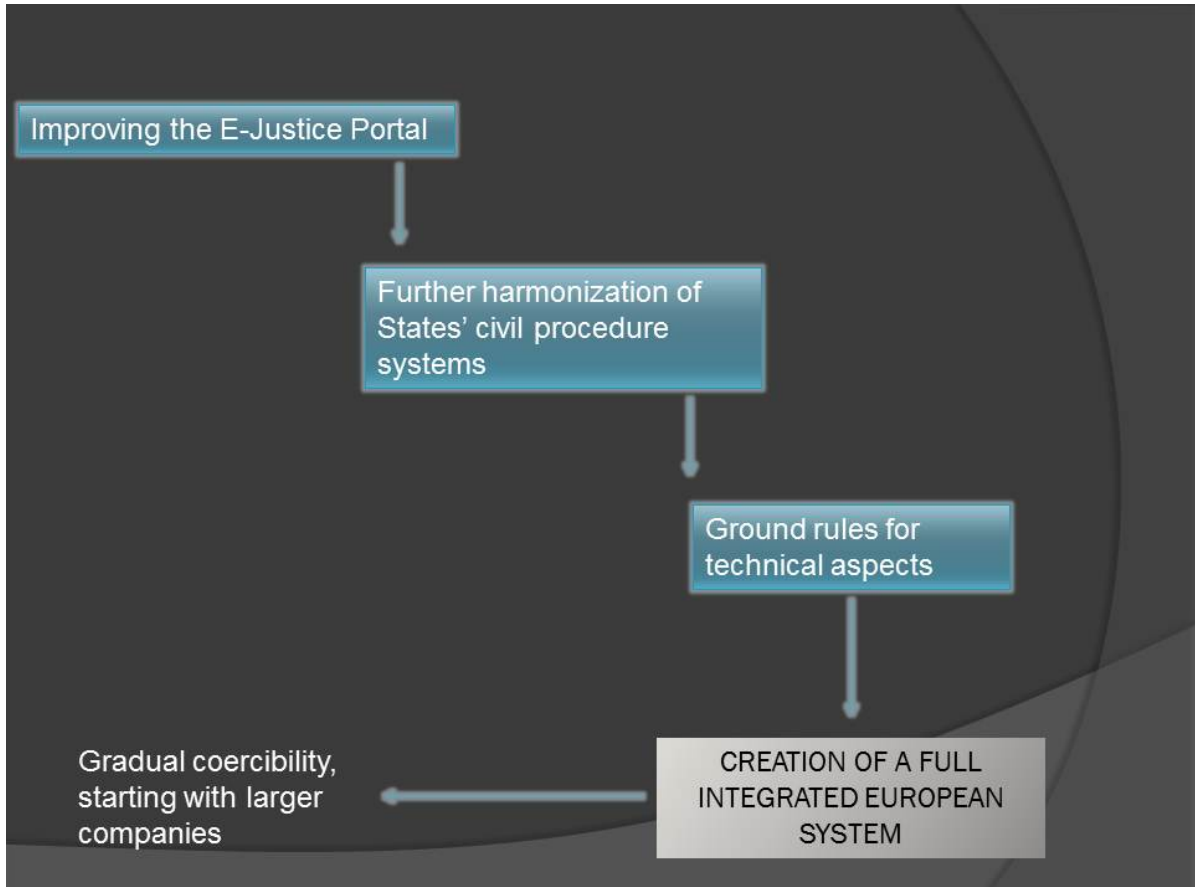 Improving the E-Justice Portal
Further harmonization of
States’ civil procedure
systems
Ground rules for
technical aspects
CREATION OF A FULL
INTEGRATED EUROPEAN
SYSTEM
Gradual coercibility,
starting with larger
companies